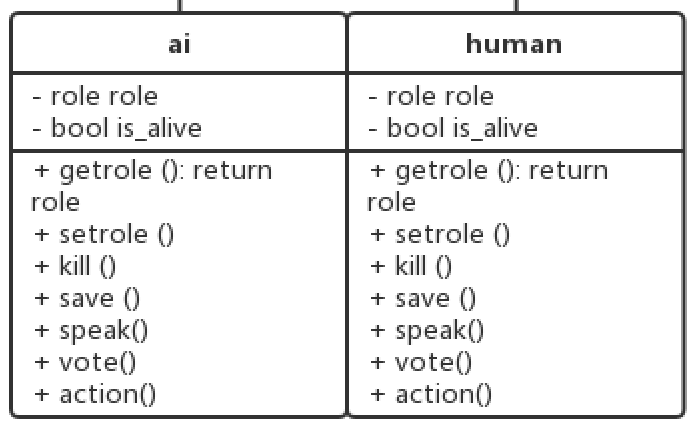 ai
- role role
- bool is_alive
+ getrole (): return
role
+ setrole ()
+ kill ()
+ save ()
+ speak()
+ vote()
+ action()
human
- role role
- bool is_alive
+ getrole (): return
role
+ setrole ()
+ kill ()
+ save ()
+ speak()
+ vote()
+ action()